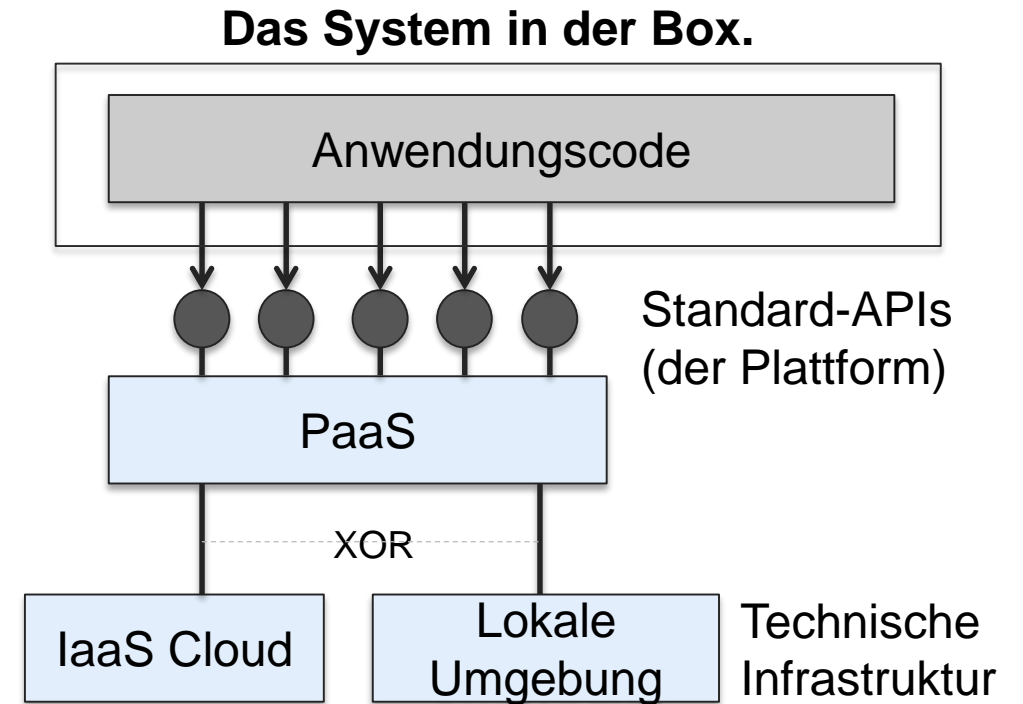 Das System in der Box.
Anwendungscode
Standard-APIs
(der Plattform)
PaaS
XOR
IaaS Cloud
Lokale
Umgebung
Technische
Infrastruktur